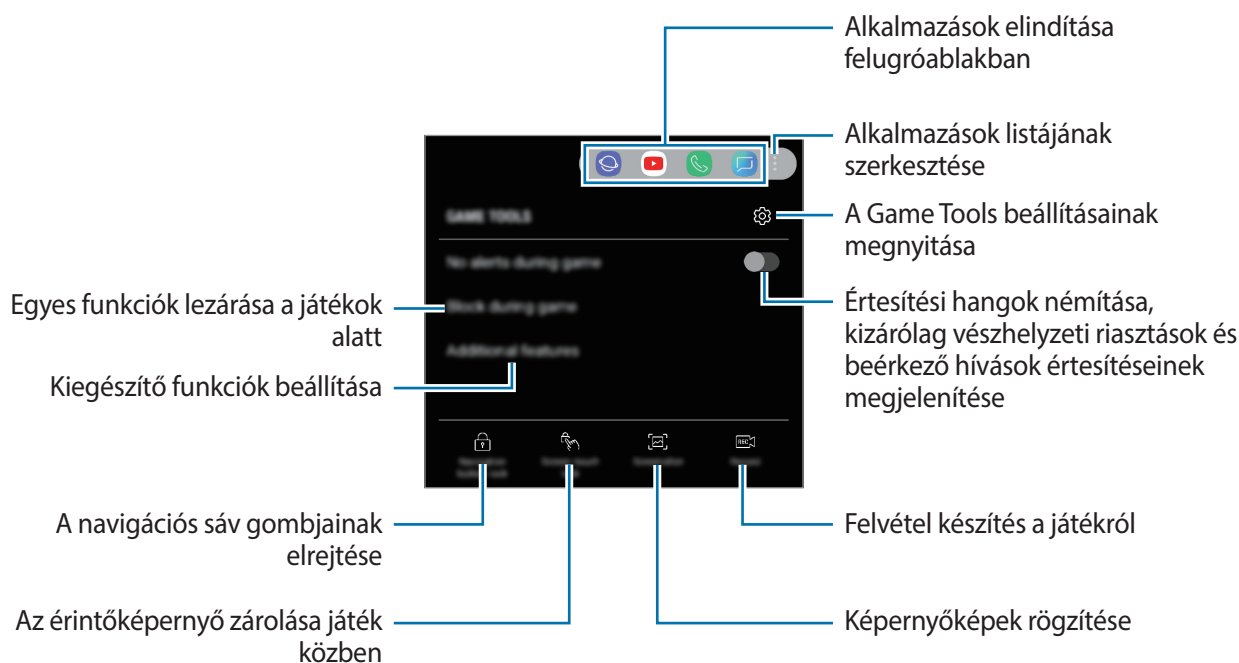 Alkalmazások elindítása
felugróablakban
Alkalmazások listájának
szerkesztése
GAME TOOLS
A Game Tools beállításainak
megnyitása
No alerts during game
Egyes funkciók lezárása a játékok
alatt
Block during game
Értesítési hangok némítása,
kizárólag vészhelyzeti riasztások és
beérkező hívások értesítéseinek
megjelenítése
Additional features
Kiegészítő funkciók beállítása
REC
A navigációs sáv gombjainak
elrejtése
Felvétel készítés a játékról
Az érintőképernyő zárolása játék
közben
Képernyőképek rögzítése